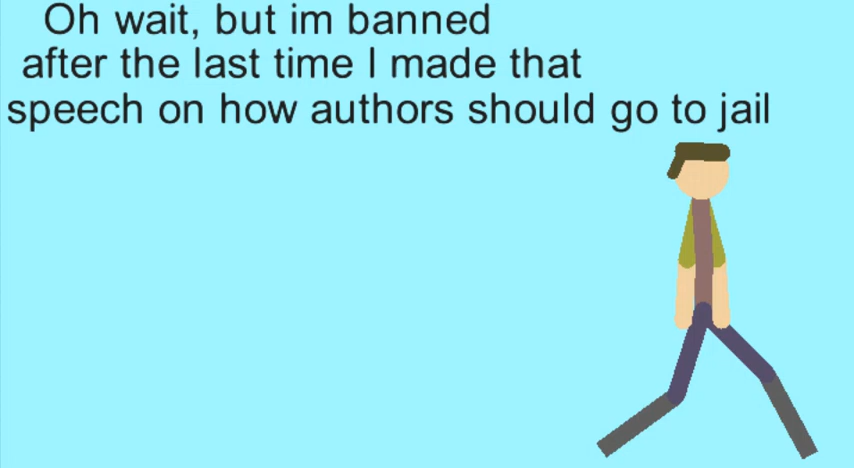 Oh wait, but im banned
after the last time I made that
speech on how authors should go to jail